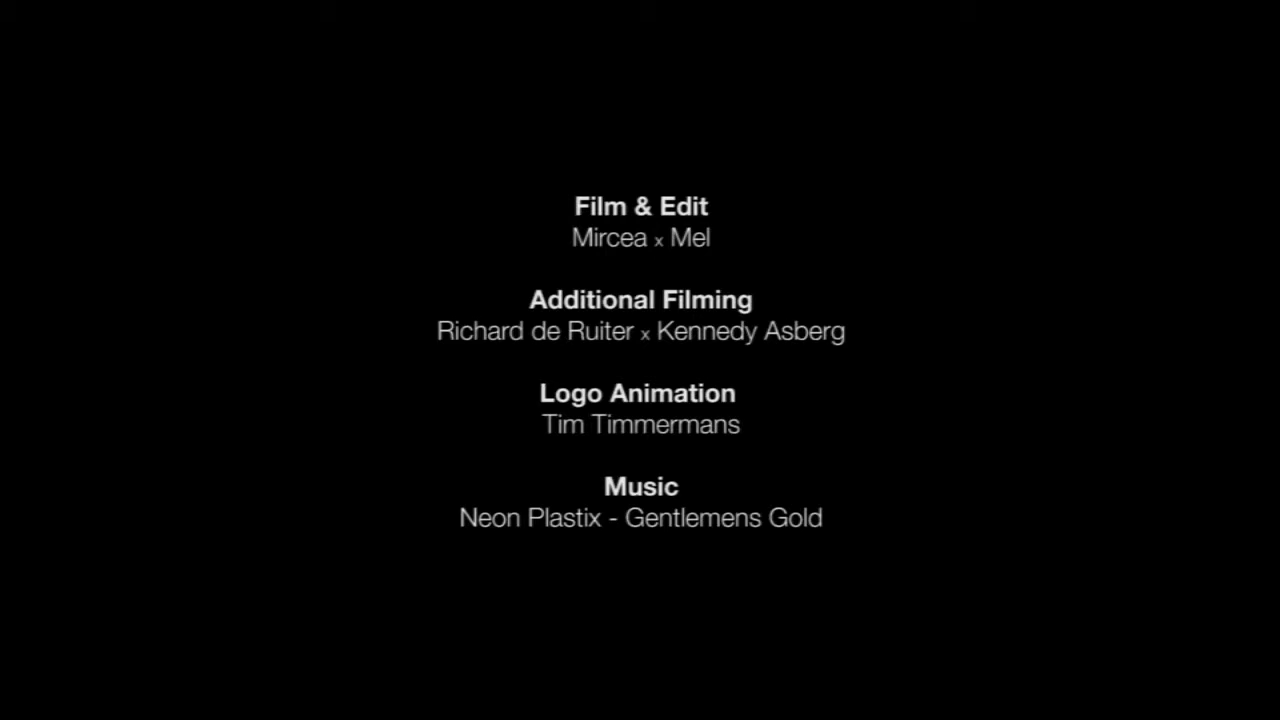 Film & Edit
Mircea x Mel
Additional Filming
Richard de Ruiter x Kennedy Asberg
Logo Animation
Tim Timmermans
Music
Neon Plastix - Gentlemens Gold